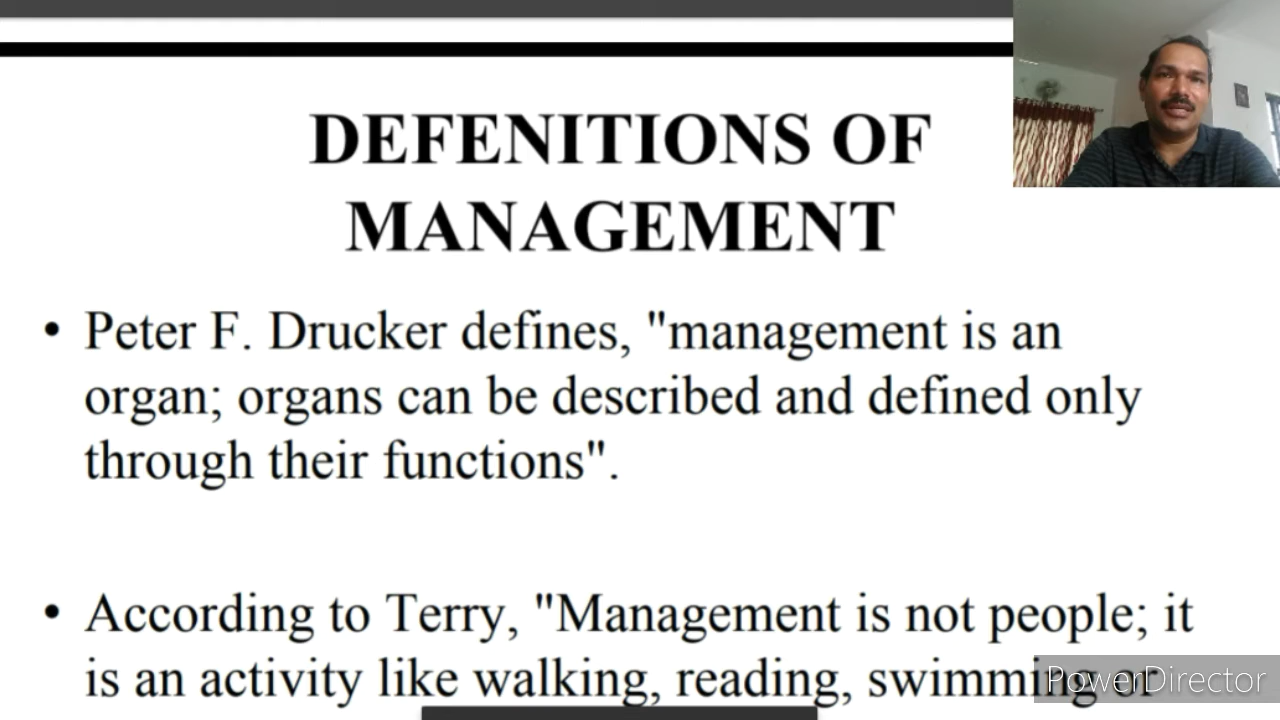 DEFENITIONS OF
MANAGEMENT
• Peter F. Drucker defines, "management is an
organ; organs can be described and defined only
through their functions".
• According to Terry, "Management is not people; it
is an activity like walking, reading, swimming or
PowerDirector